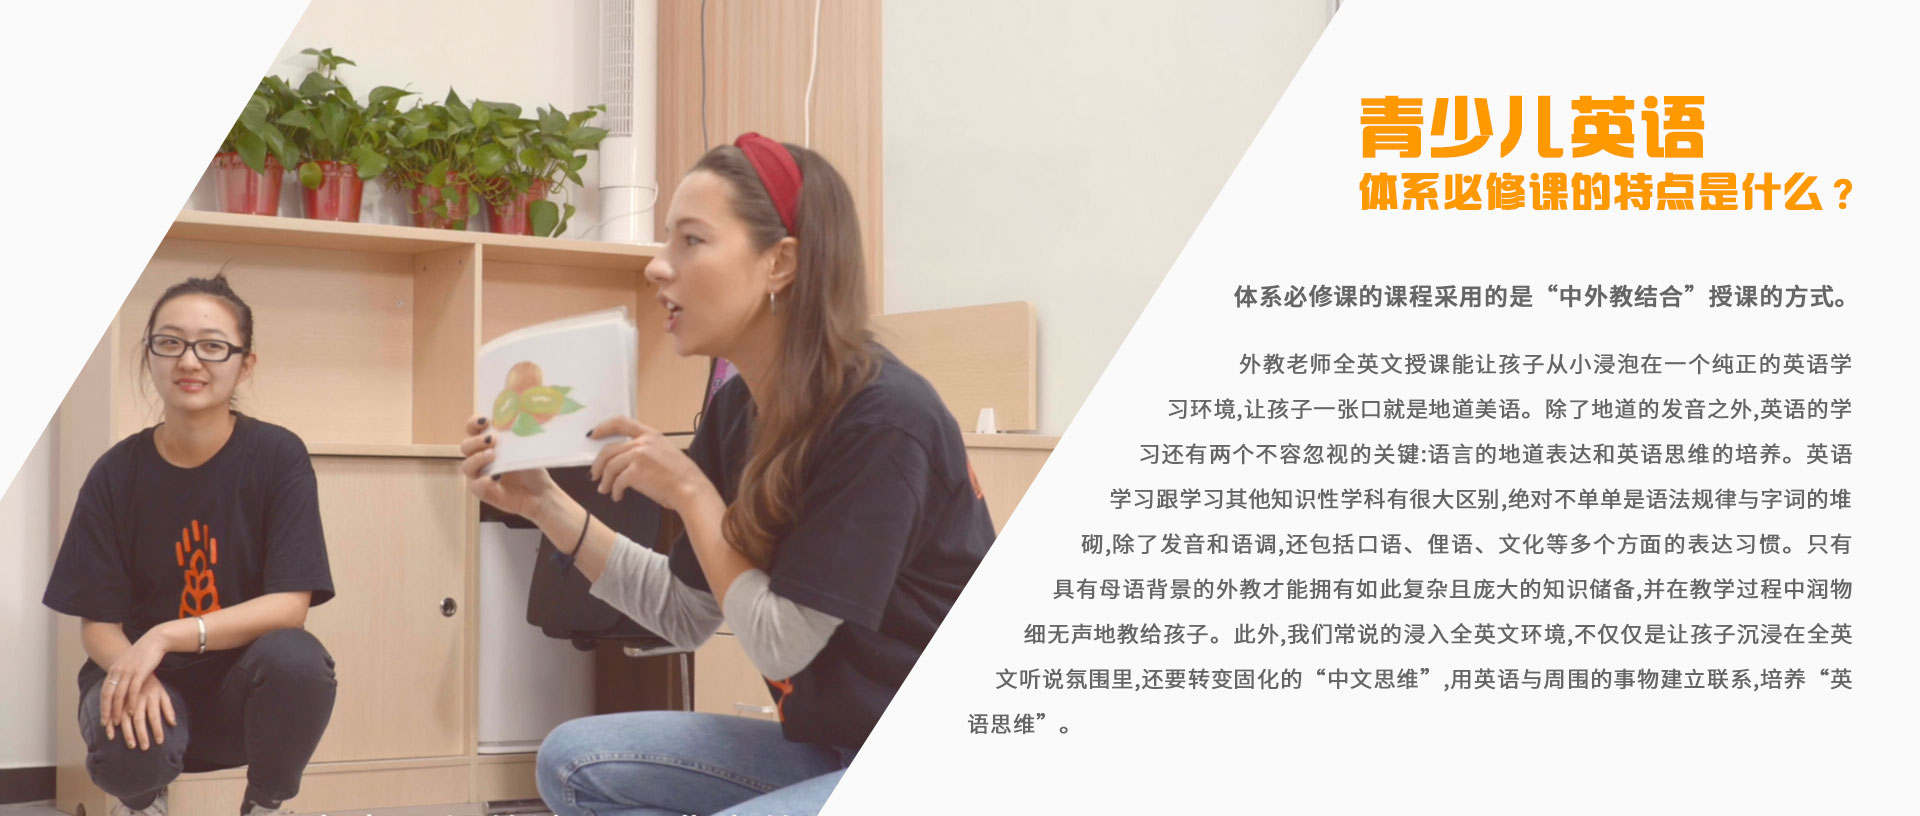 青少儿英语
体系必修课的特点是什么？
体系必修课的课程采用的是“中外教结合”授课的方式。
外教老师全英文授课能让孩子从小浸泡在一个纯正的英语学
习环境,让孩子一张口就是地道美语。除了地道的发音之外,英语的学
习还有两个不容忽视的关键:语言的地道表达和英语思维的培养。英语
学习跟学习其他知识性学科有很大区别,绝对不单单是语法规律与字词的堆
砌,除了发音和语调,还包括口语、俚语、文化等多个方面的表达习惯。只有
具有母语背景的外教才能拥有如此复杂且庞大的知识储备,并在教学过程中润物
细无声地教给孩子。此外,我们常说的浸入全英文环境,不仅仅是让孩子沉浸在全英
文听说氛围里,还要转变固化的“中文思维”,用英语与周围的事物建立联系,培养“英
语思维”。